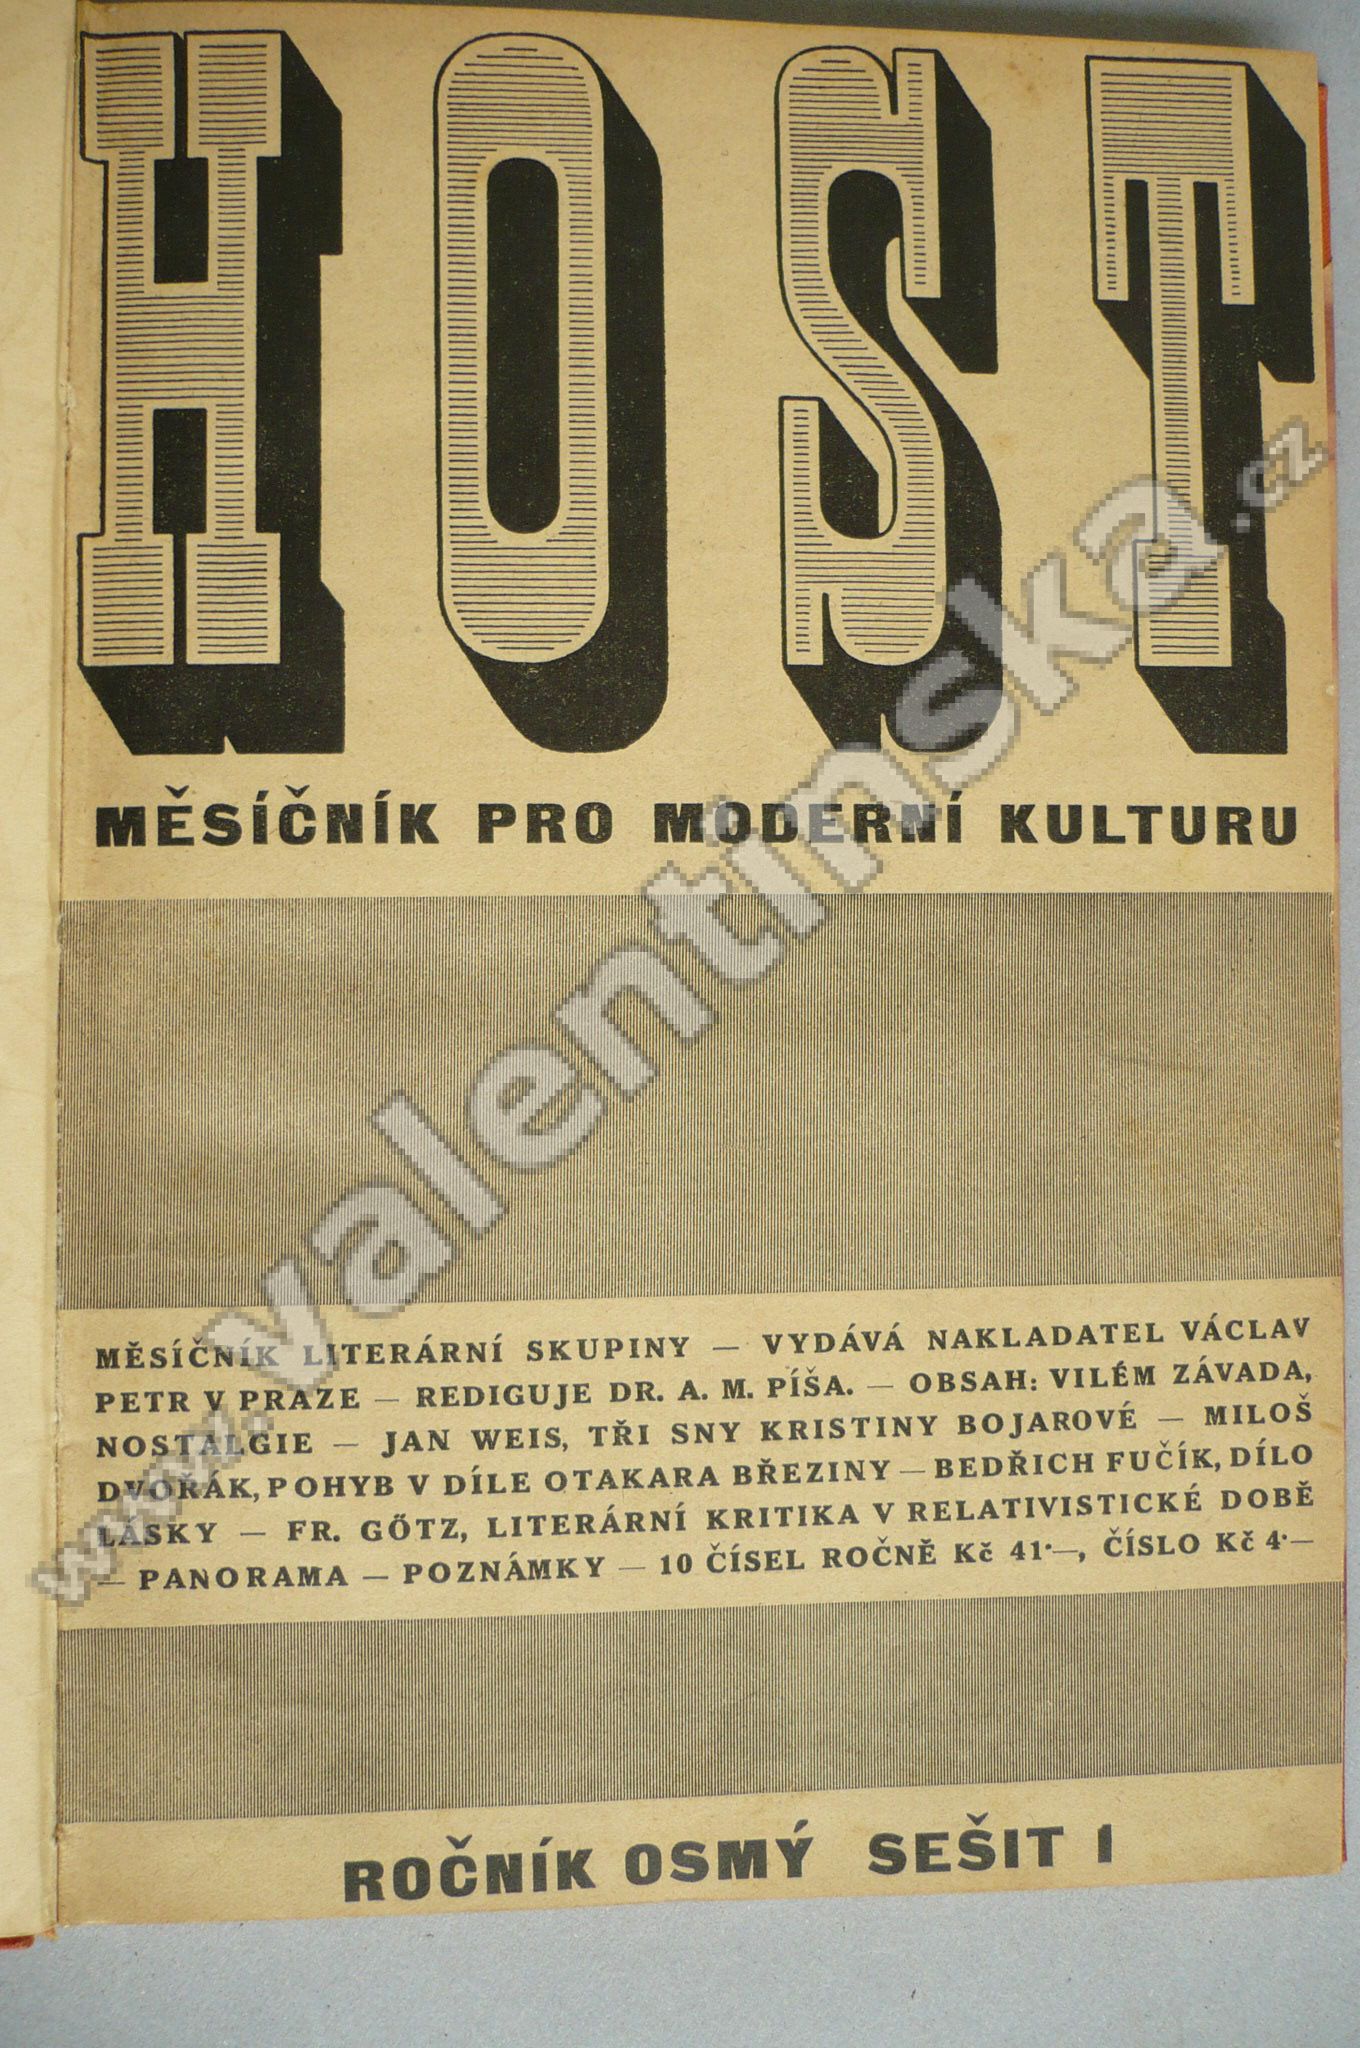 HOST
MĚSÍČNÍK PRO MODERNÍ KULTURU
MĚSÍČNÍK LITERÁRNÍ SKUPINY — VYDÁVÁ NAKLADATEL VÁCLAV
PETR V PRAZE — REDIGUJE DR. A. M. PÍŠA. — OBSAH: VILÉM ZÁVADA,
NOSTALGIE — JAN WEIS, TŘI SNY KRISTINY BOJAROVÉ — MILOŠ
DVOŘÁK, POHYB V DÍLE OTAKARA BŘEZINY — BEDŘICH FUČÍK, DÍLO
LÁSKY — FR. GÖTZ, LITERÁRNÍ KRITIKA V RELATIVISTICKÉ DOBĚ
— PANORAMA — POZNÁMKY — 10 ČÍSEL ROČNĚ Kč 41·—, ČÍSLO Kč 4·—
ROČNÍK OSMÝ SEŠIT 1
www.valentinska.cz